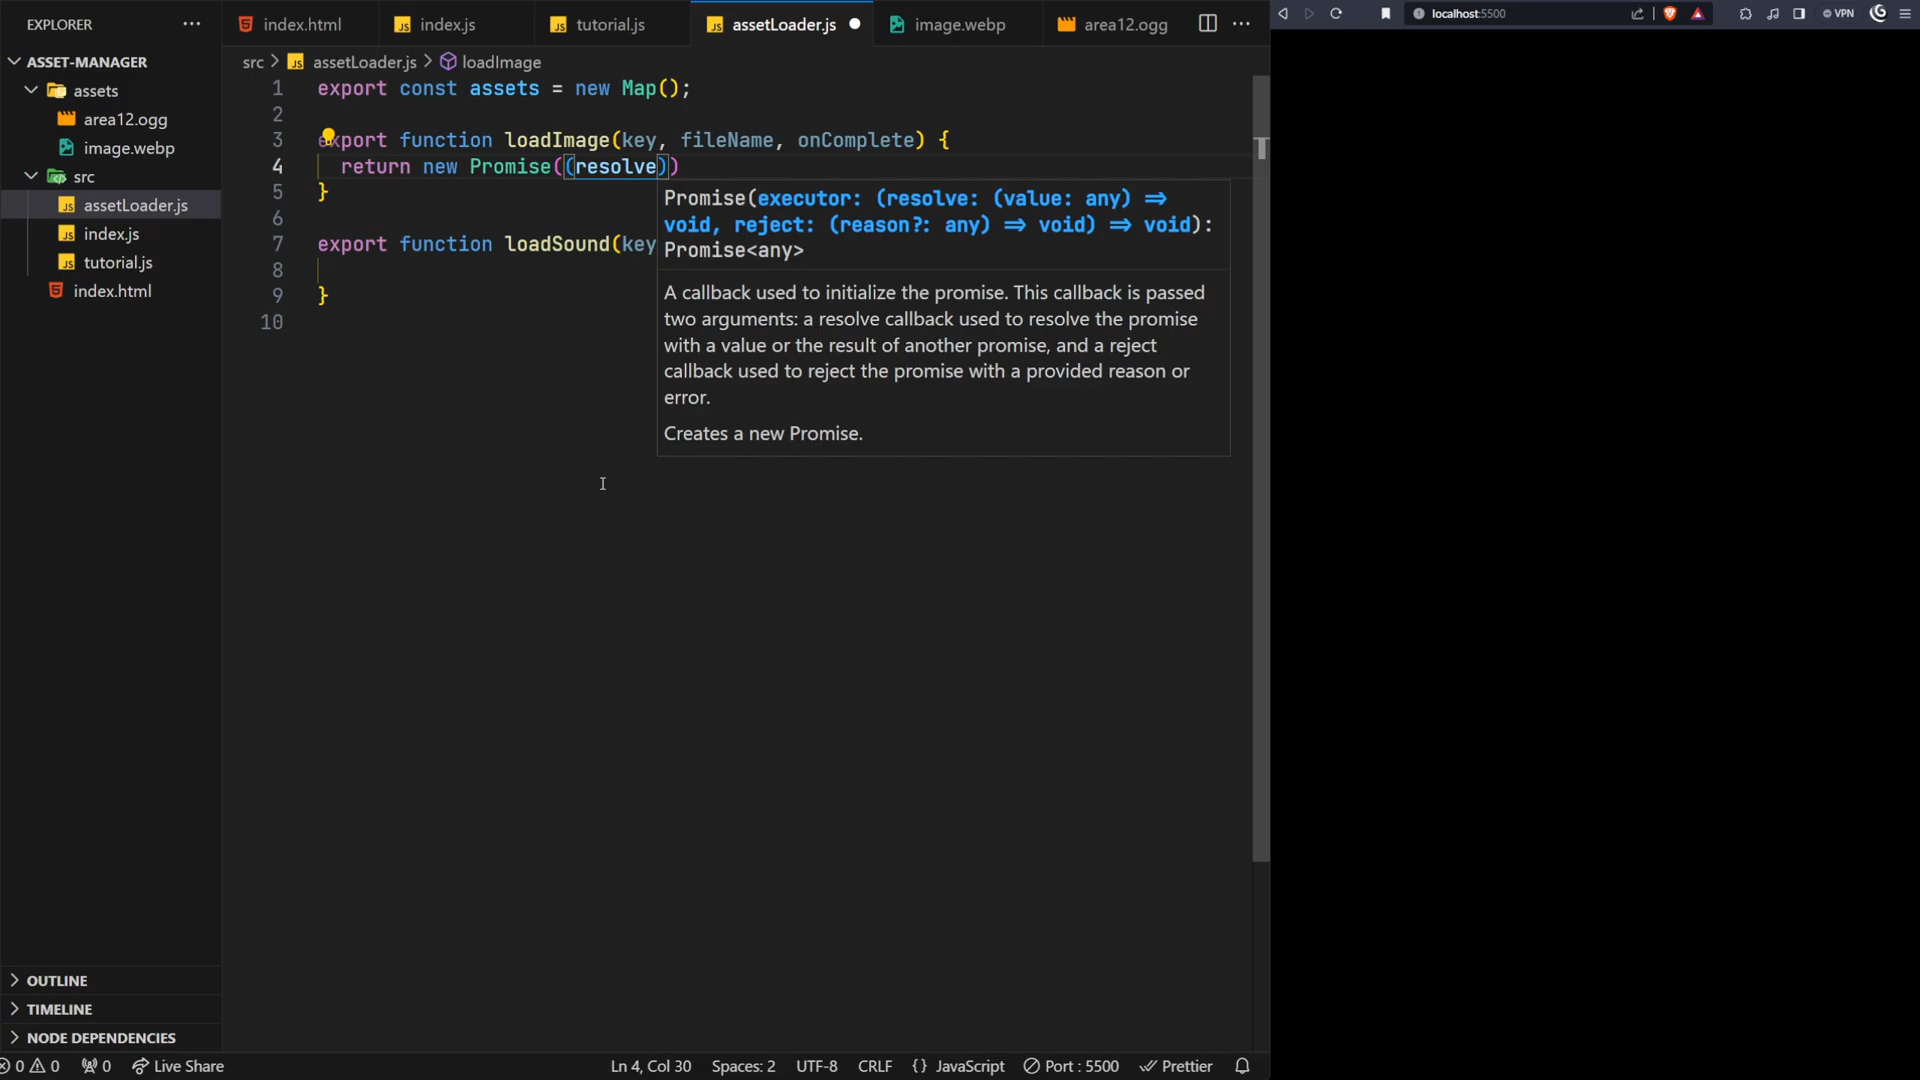 EXPLORER
ASSET-MANAGER
assets
area12.ogg
image.webp
src
assetLoader.js
index.js
tutorial.js
index.html
OUTLINE
TIMELINE
NODE DEPENDENCIES
index.html
index.js
tutorial.js
assetLoader.js
image.webp
area12.ogg
src > assetLoader.js > loadImage
1 export const assets = new Map();
2
3 export function loadImage(key, fileName, onComplete) {
4 return new Promise((resolve))
5 }
6
7 export function loadSound(key
8
9 }
10
Promise(executor: (resolve: (value: any) =>
void, reject: (reason?: any) => void) => void):
Promise<any>
A callback used to initialize the promise. This callback is passed
two arguments: a resolve callback used to resolve the promise
with a value or the result of another promise, and a reject
callback used to reject the promise with a provided reason or
error.
Creates a new Promise.
localhost:5500
VPN
0 0 0 Live Share
Ln 4, Col 30 Spaces: 2 UTF-8 CRLF {} JavaScript Port : 5500 Prettier